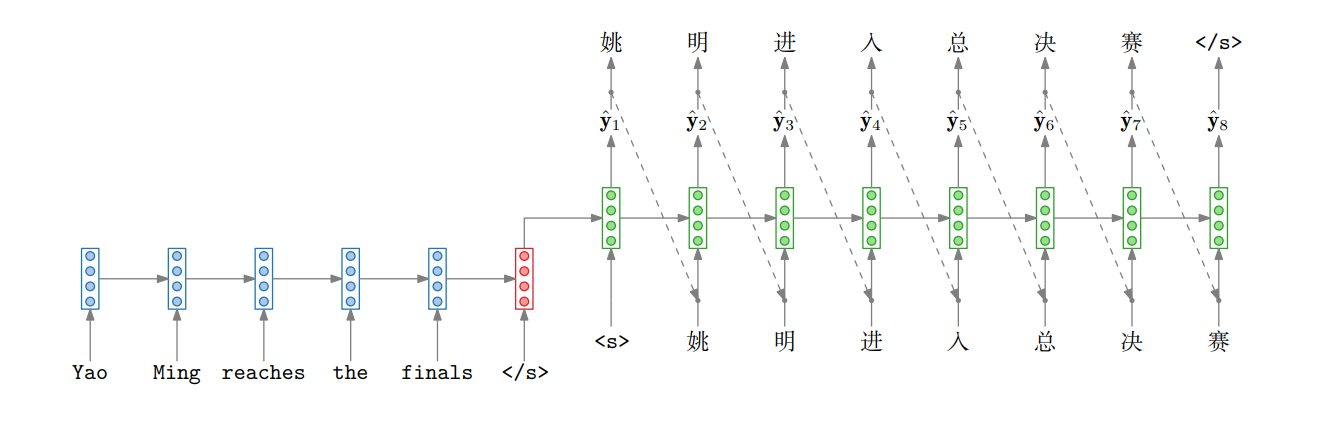 姚 明 进 入 总 决 赛 </s>
ŷ₁ ŷ₂ ŷ₃ ŷ₄ ŷ₅ ŷ₆ ŷ₇ ŷ₈
<s> 姚 明 进 入 总 决 赛
Yao Ming reaches the finals </s>